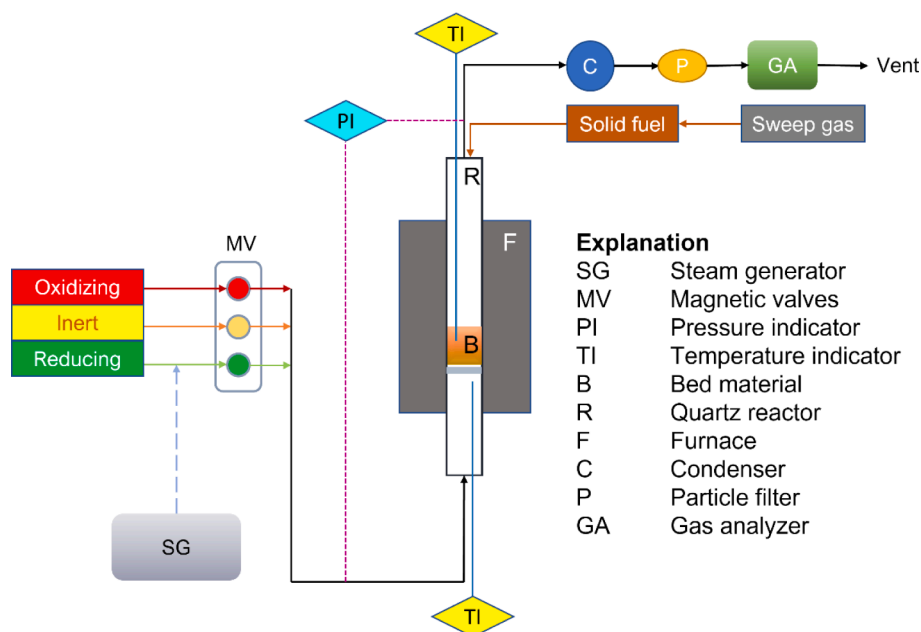 TI
C
P
GA
Vent
PI
Solid fuel
Sweep gas
R
MV
F
Oxidizing
Inert
Reducing
B
SG
TI
Explanation
SG Steam generator
MV Magnetic valves
PI Pressure indicator
TI Temperature indicator
B Bed material
R Quartz reactor
F Furnace
C Condenser
P Particle filter
GA Gas analyzer